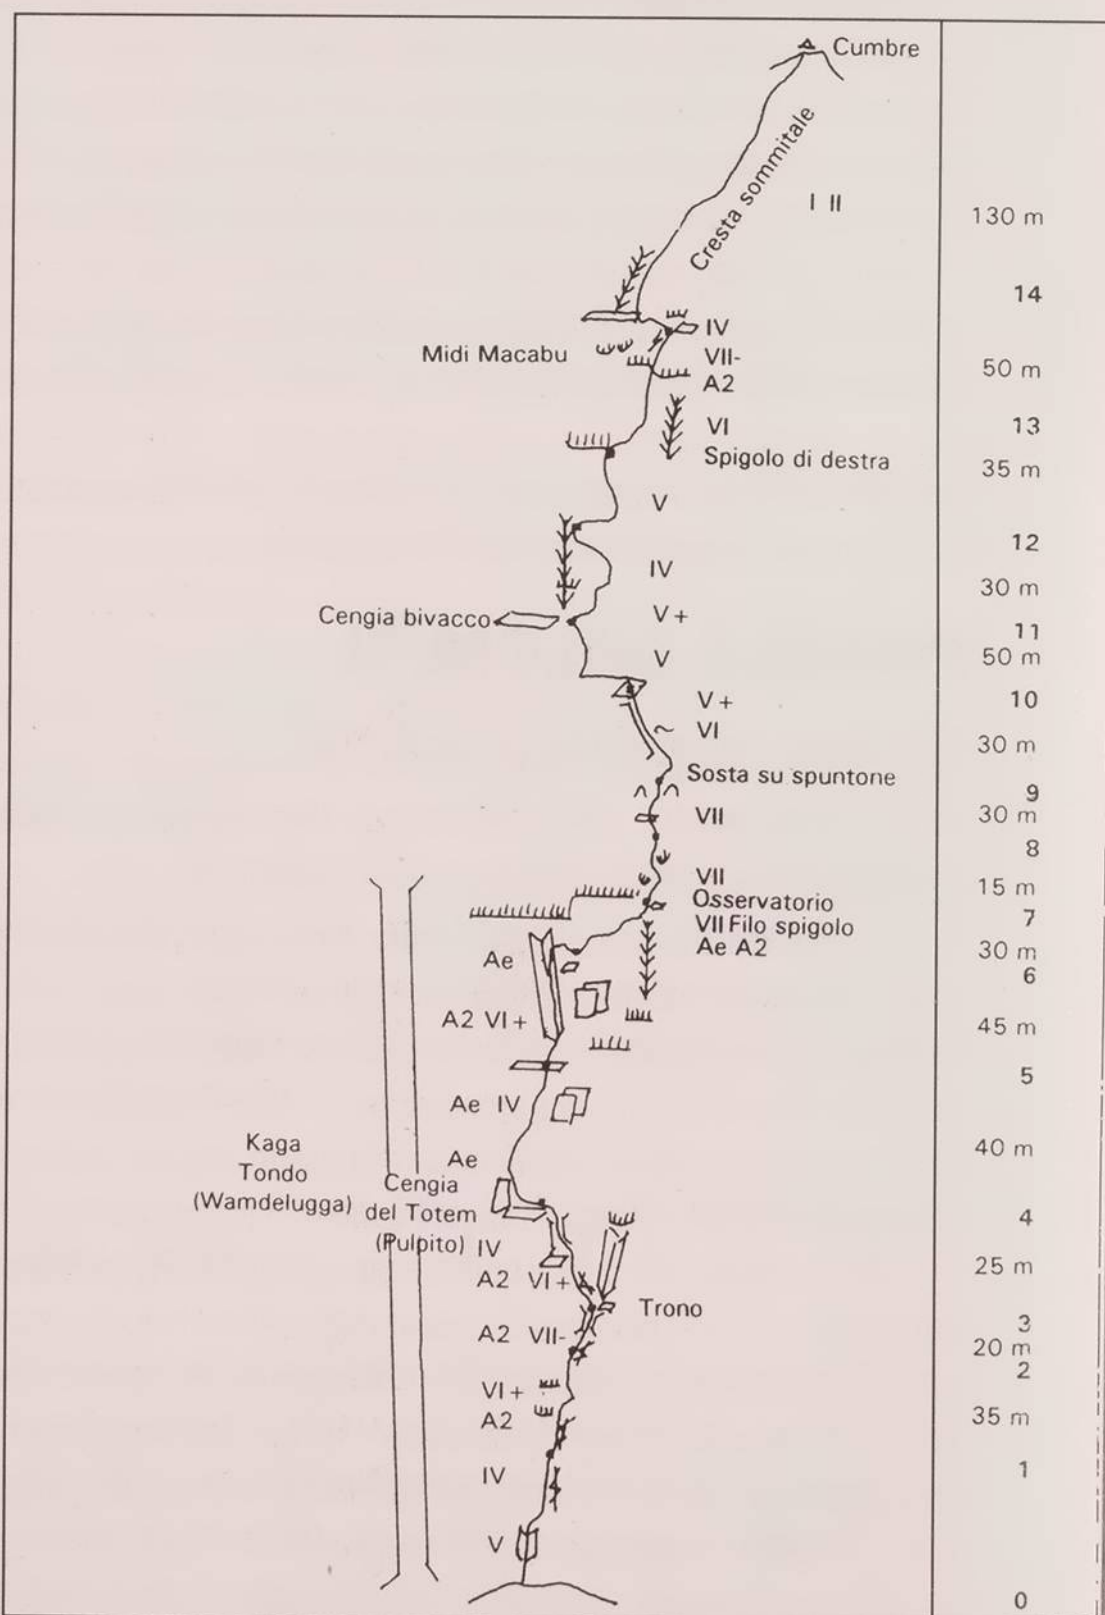 Cumbre
Cresta sommitale
I II
130 m
14
IV
Midi Macabu
VII-
50 m
A2
VI
13
Spigolo di destra
35 m
V
12
IV
30 m
Cengia bivacco
V +
11
V
50 m
V +
10
VI
30 m
Sosta su spuntone
9
VII
30 m
8
VII
15 m
Osservatorio
7
VII Filo spigolo
Ae A2
30 m
Ae
6
A2 VI +
45 m
5
Ae IV
Kaga
Tondo
(Wamdelugga)
Ae
40 m
Cengia
del Totem
(Pulpito)
4
IV
25 m
A2 VI +
Trono
3
A2 VII-
20 m
2
VI +
A2
35 m
IV
1
V
0